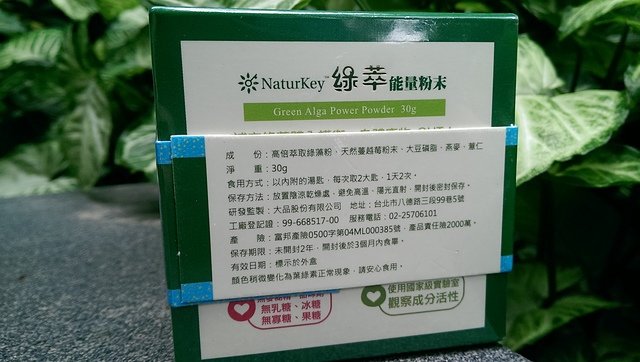 NaturKey™ 綠萃能量粉末
Green Alga Power Powder 30g
成 份：高倍萃取綠藻粉、天然蔓越莓粉末、大豆磷脂、燕麥、薏仁
淨 重：30g
食用方式：以內附的湯匙，每次取2大匙，1天2次。
保存方法：放置陰涼乾燥處、避免高溫、陽光直射，開封後密封保存。
研發監製：大品股份有限公司 地址：台北市八德路三段99巷5號
工廠登記證：99-668517-00 服務電話：02-25706101
產 險：富邦產險0500字第04ML000385號，產品責任險2000萬。
保存期限：未開封2年，開封後於3個月內食畢。
有效日期：標示於外盒
顏色稍微變化為葉綠素正常現象，請安心食用。
無乳糖、冰糖
無寡糖、果糖
使用國家級實驗室
觀察成分活性